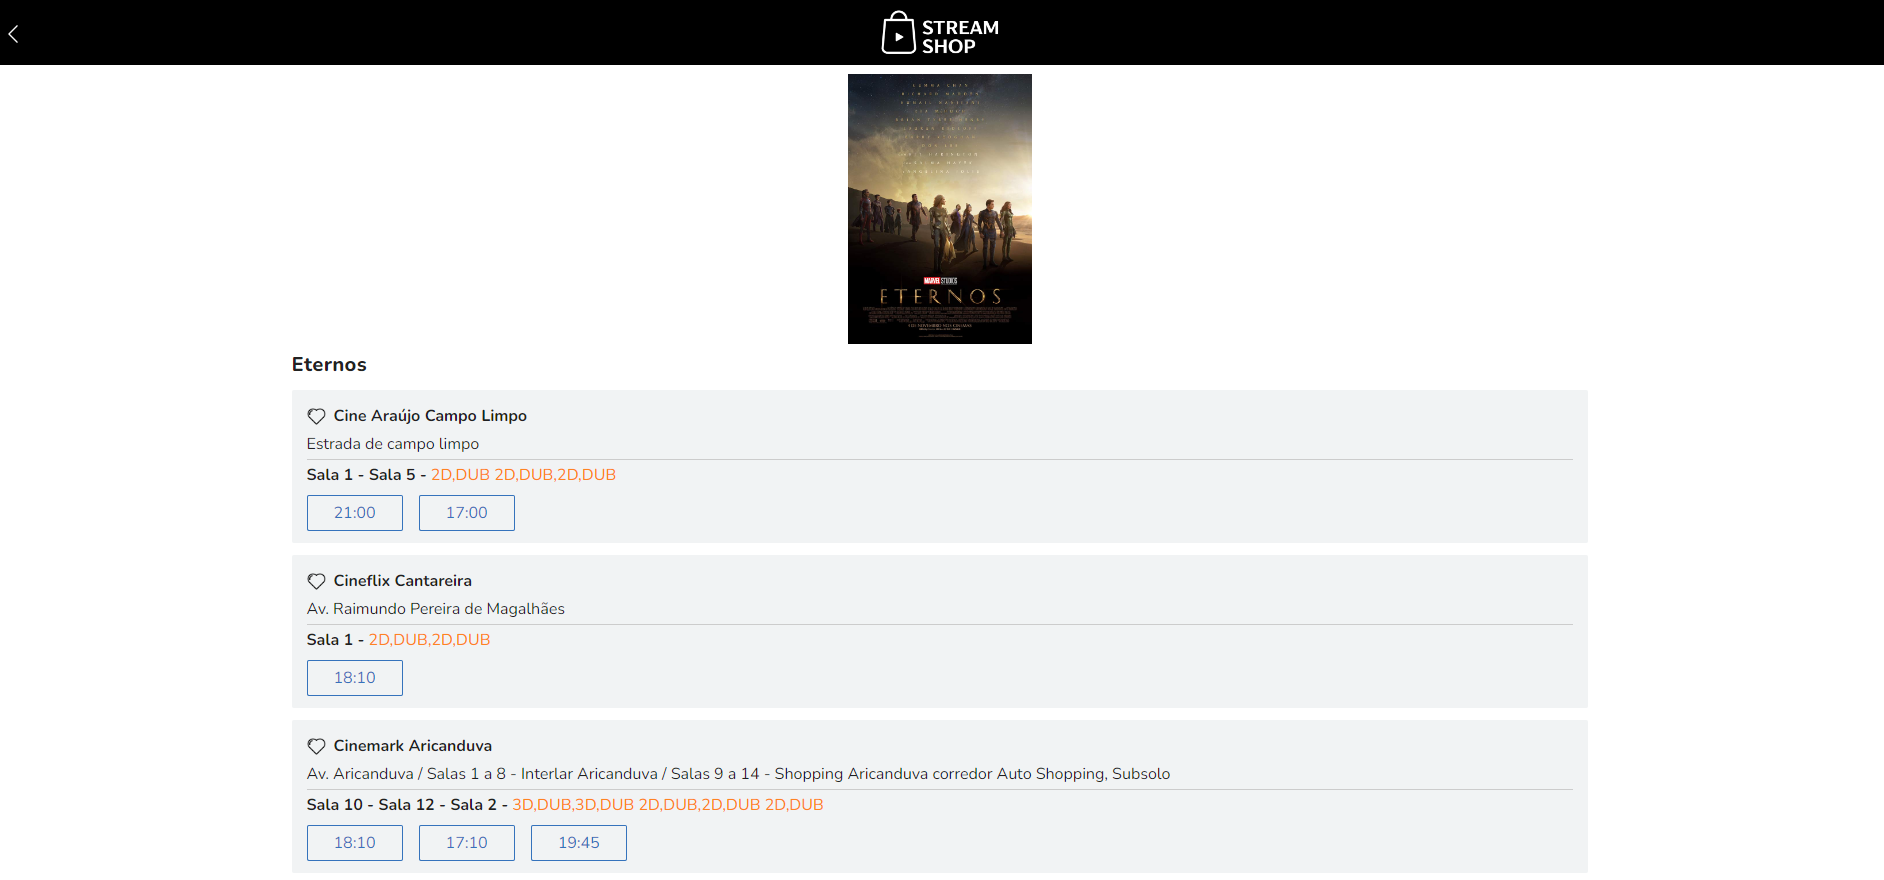 STREAM
SHOP
MARVEL STUDIOS
ETERNOS
Eternos
Cine Araújo Campo Limpo
Estrada de campo limpo
Sala 1 - Sala 5 - 2D,DUB 2D,DUB,2D,DUB
21:00 17:00
Cineflix Cantareira
Av. Raimundo Pereira de Magalhães
Sala 1 - 2D,DUB,2D,DUB
18:10
Cinemark Aricanduva
Av. Aricanduva / Salas 1 a 8 - Interlar Aricanduva / Salas 9 a 14 - Shopping Aricanduva corredor Auto Shopping, Subsolo
Sala 10 - Sala 12 - Sala 2 - 3D,DUB,3D,DUB 2D,DUB,2D,DUB 2D,DUB
18:10 17:10 19:45